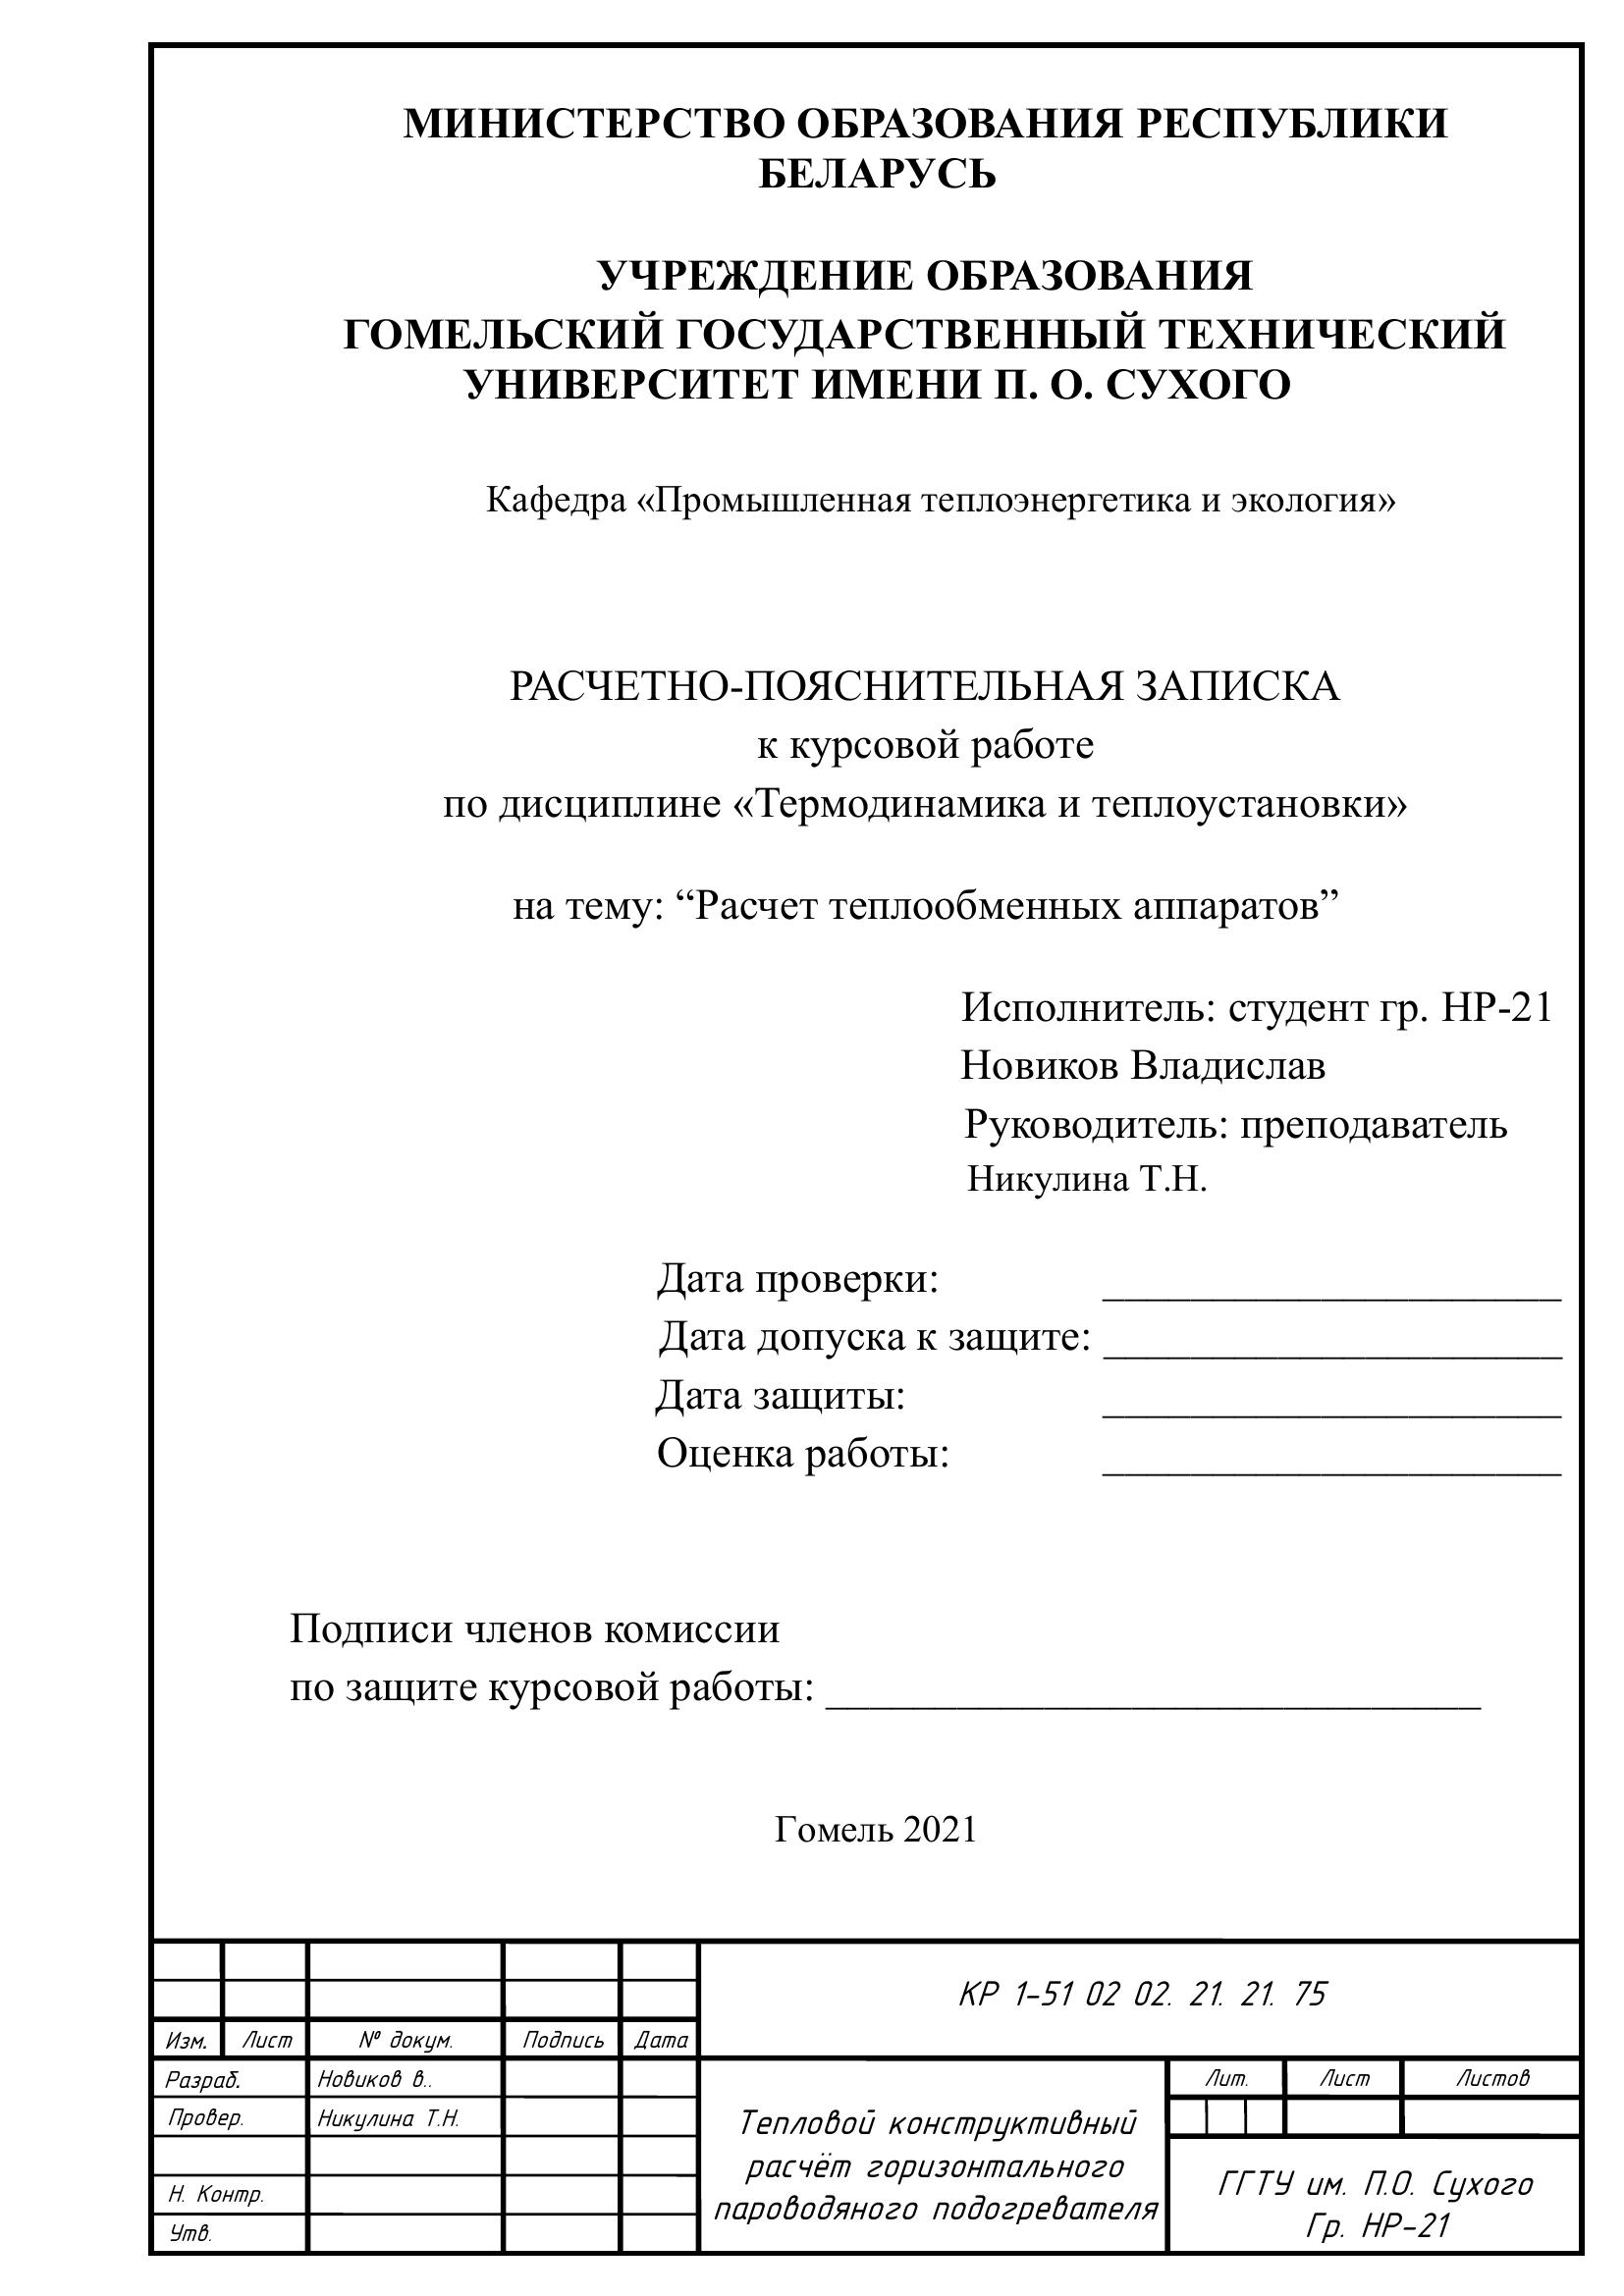 МИНИСТЕРСТВО ОБРАЗОВАНИЯ РЕСПУБЛИКИ
БЕЛАРУСЬ
УЧРЕЖДЕНИЕ ОБРАЗОВАНИЯ
ГОМЕЛЬСКИЙ ГОСУДАРСТВЕННЫЙ ТЕХНИЧЕСКИЙ
УНИВЕРСИТЕТ ИМЕНИ П. О. СУХОГО
Кафедра «Промышленная теплоэнергетика и экология»
РАСЧЕТНО-ПОЯСНИТЕЛЬНАЯ ЗАПИСКА
к курсовой работе
по дисциплине «Термодинамика и теплоустановки»
на тему: “Расчет теплообменных аппаратов”
Исполнитель: студент гр. НР-21
Новиков Владислав
Руководитель: преподаватель
Никулина Т.Н.
Дата проверки: _____________________
Дата допуска к защите: _____________________
Дата защиты: _____________________
Оценка работы: _____________________
Подписи членов комиссии
по защите курсовой работы: ______________________________
Гомель 2021
КР 1-51 02 02. 21. 21. 75
Изм. Лист № докум. Подпись Дата
Разраб. Новиков в..
Провер. Никулина Т.Н.
Н. Контр.
Утв.
Тепловой конструктивный
расчёт горизонтального
пароводяного подогревателя
Лит. Лист Листов
ГГТУ им. П.О. Сухого
Гр. НР-21